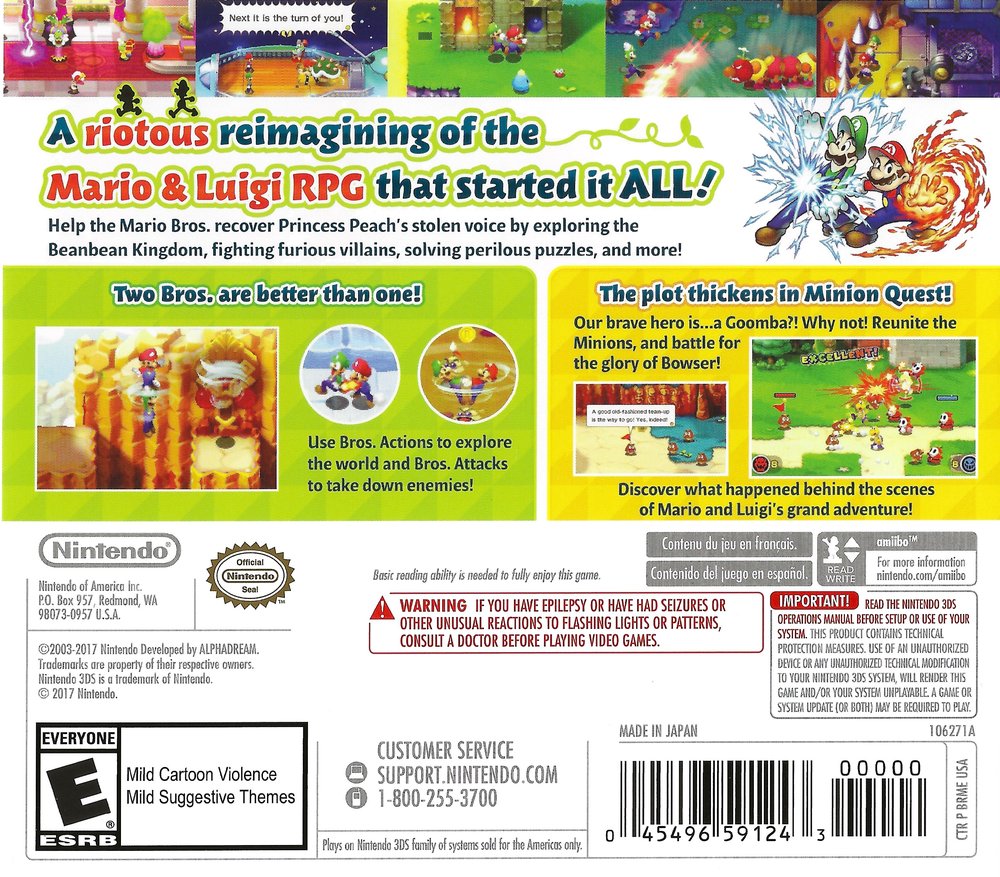 Next it is the turn of you!
A riotous reimagining of the
Mario & Luigi RPG that started it ALL!
Help the Mario Bros. recover Princess Peach's stolen voice by exploring the
Beanbean Kingdom, fighting furious villains, solving perilous puzzles, and more!
Two Bros. are better than one!
Use Bros. Actions to explore
the world and Bros. Attacks
to take down enemies!
The plot thickens in Minion Quest!
Our brave hero is...a Goomba?! Why not! Reunite the
Minions, and battle for
the glory of Bowser!
EXCELLENT!
A good old-fashioned team-up
is the way to go! Yes, indeed!
8
8
Discover what happened behind the scenes
of Mario and Luigi's grand adventure!
Nintendo®
Nintendo of America Inc.
P.O. Box 957, Redmond, WA
98073-0957 U.S.A.
Official
Nintendo
Seal
TM
©2003-2017 Nintendo Developed by ALPHADREAM.
Trademarks are property of their respective owners.
Nintendo 3DS is a trademark of Nintendo.
© 2017 Nintendo.
Basic reading ability is needed to fully enjoy this game.
Contenu du jeu en français.
Contenido del juego en español.
READ
WRITE
amiibo™
For more information
nintendo.com/amiibo
WARNING IF YOU HAVE EPILEPSY OR HAVE HAD SEIZURES OR
OTHER UNUSUAL REACTIONS TO FLASHING LIGHTS OR PATTERNS,
CONSULT A DOCTOR BEFORE PLAYING VIDEO GAMES.
IMPORTANT! READ THE NINTENDO 3DS
OPERATIONS MANUAL BEFORE SETUP OR USE OF YOUR
SYSTEM. THIS PRODUCT CONTAINS TECHNICAL
PROTECTION MEASURES. USE OF AN UNAUTHORIZED
DEVICE OR ANY UNAUTHORIZED TECHNICAL MODIFICATION
TO YOUR NINTENDO 3DS SYSTEM, WILL RENDER THIS
GAME AND/OR YOUR SYSTEM UNPLAYABLE. A GAME OR
SYSTEM UPDATE (OR BOTH) MAY BE REQUIRED TO PLAY.
EVERYONE
E
®
ESRB
Mild Cartoon Violence
Mild Suggestive Themes
CUSTOMER SERVICE
SUPPORT.NINTENDO.COM
1-800-255-3700
Plays on Nintendo 3DS family of systems sold for the Americas only.
MADE IN JAPAN
106271A
00000
0 45496 59124 3
CTR P BRME USA